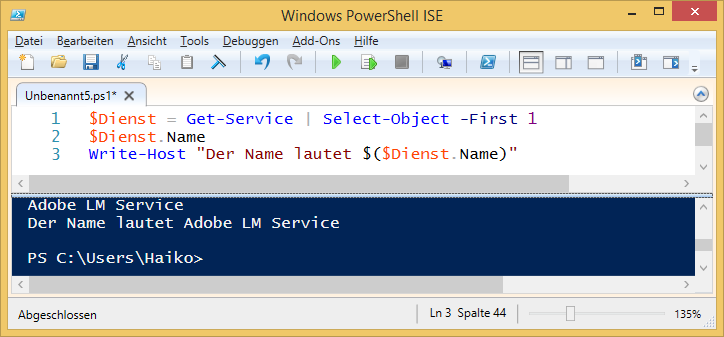 Windows PowerShell ISE
Datei Bearbeiten Ansicht Tools Debuggen Add-Ons Hilfe
Unbenannt5.ps1*
1 $Dienst = Get-Service | Select-Object -First 1
2 $Dienst.Name
3 Write-Host "Der Name lautet $($Dienst.Name)"
Adobe LM Service
Der Name lautet Adobe LM Service
PS C:\Users\Haiko>
Abgeschlossen Ln 3 Spalte 44 135%